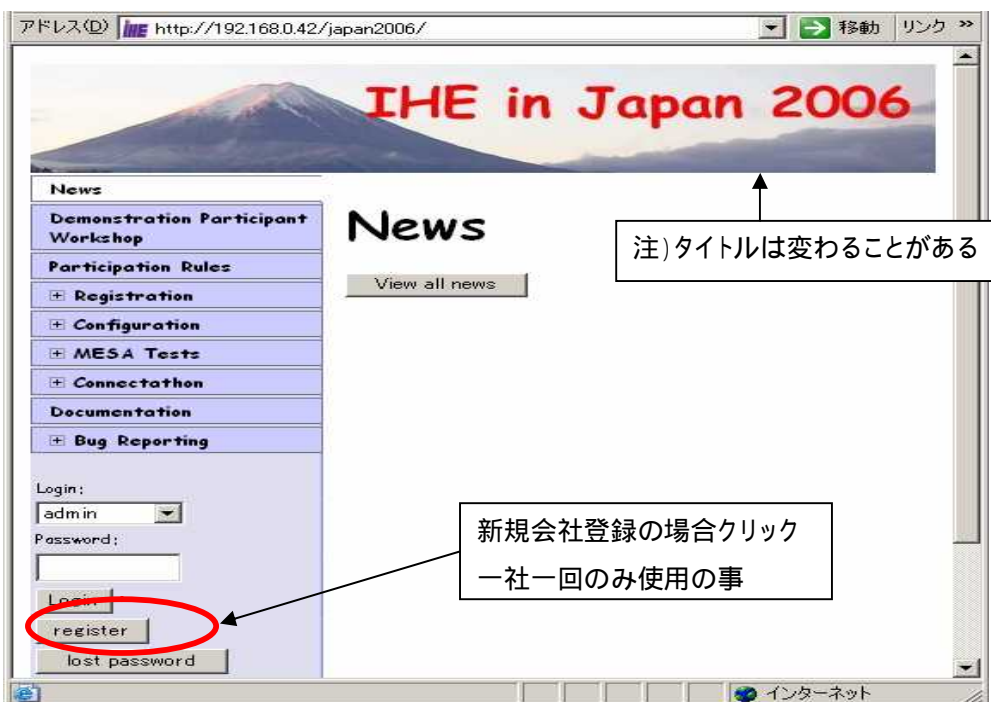 アドレス(D) http://192.168.0.42/japan2006/ 移動 リンク »
IHE in Japan 2006
News
Demonstration Participant
Workshop
Participation Rules
Registration
Configuration
MESA Tests
Connectathon
Documentation
Bug Reporting
Login:
admin
Password:
Login
register
lost password
News
View all news
注)タイトルは変わることがある
新規会社登録の場合クリック
一社一回のみ使用の事
インターネット